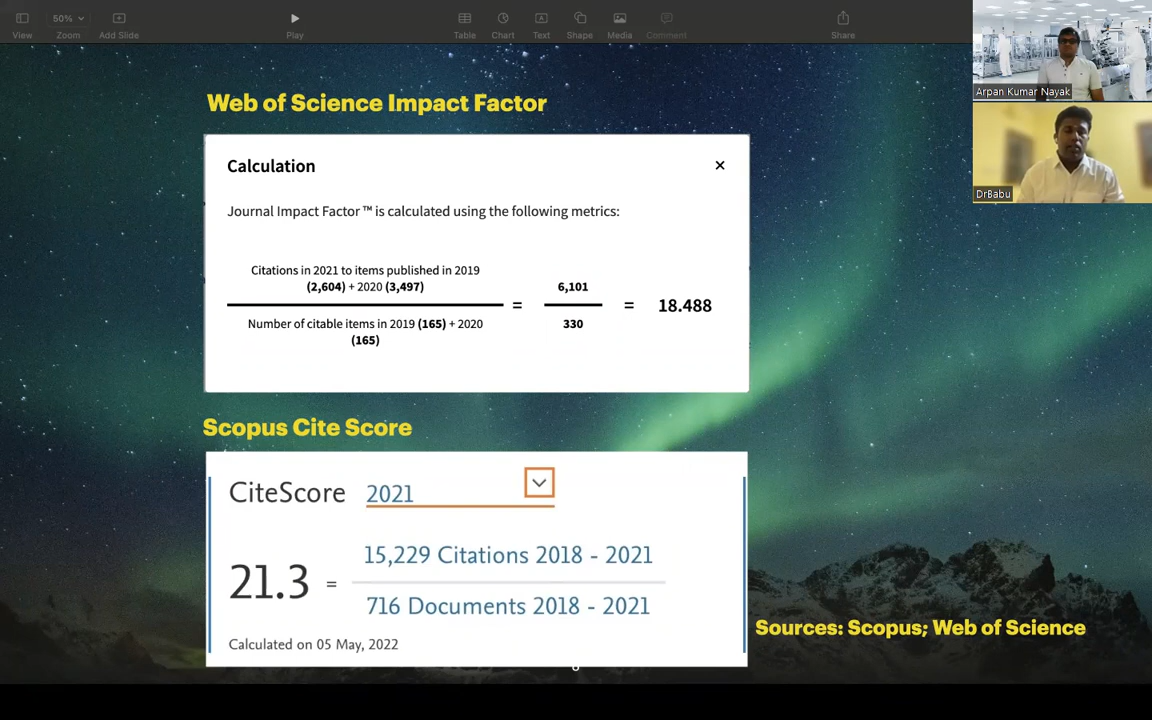 50%
View
Zoom
Add Slide
Play
Table
Chart
Text
Shape
Media
Comment
Share
Arpan Kumar Nayak
DrBabu
Web of Science Impact Factor
Calculation
×
Journal Impact Factor ™ is calculated using the following metrics:
Citations in 2021 to items published in 2019
(2,604) + 2020 (3,497)
Number of citable items in 2019 (165) + 2020
(165)
=
6,101
330
=
18.488
Scopus Cite Score
CiteScore 2021
21.3 =
15,229 Citations 2018 - 2021
716 Documents 2018 - 2021
Calculated on 05 May, 2022
Sources: Scopus; Web of Science